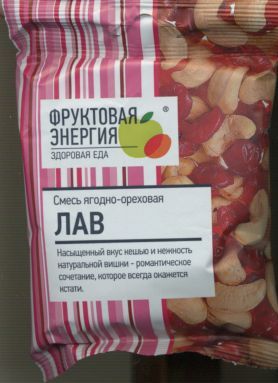 ФРУКТОВАЯ
ЭНЕРГИЯ
®
ЗДОРОВАЯ ЕДА
Смесь ягодно-ореховая
ЛАВ
Насыщенный вкус кешью и нежность
натуральной вишни - романтическое
сочетание, которое всегда окажется
кстати.